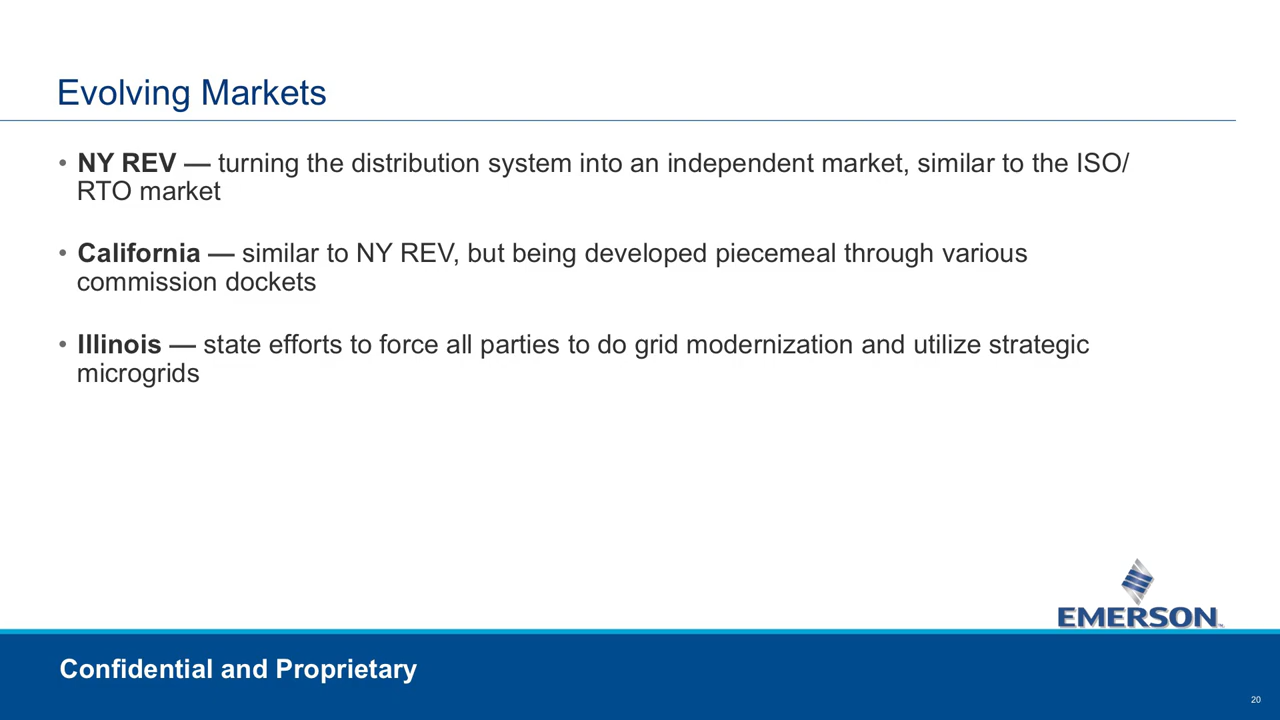 Evolving Markets
• NY REV — turning the distribution system into an independent market, similar to the ISO/
RTO market
• California — similar to NY REV, but being developed piecemeal through various
commission dockets
• Illinois — state efforts to force all parties to do grid modernization and utilize strategic
microgrids
EMERSON
Confidential and Proprietary
20